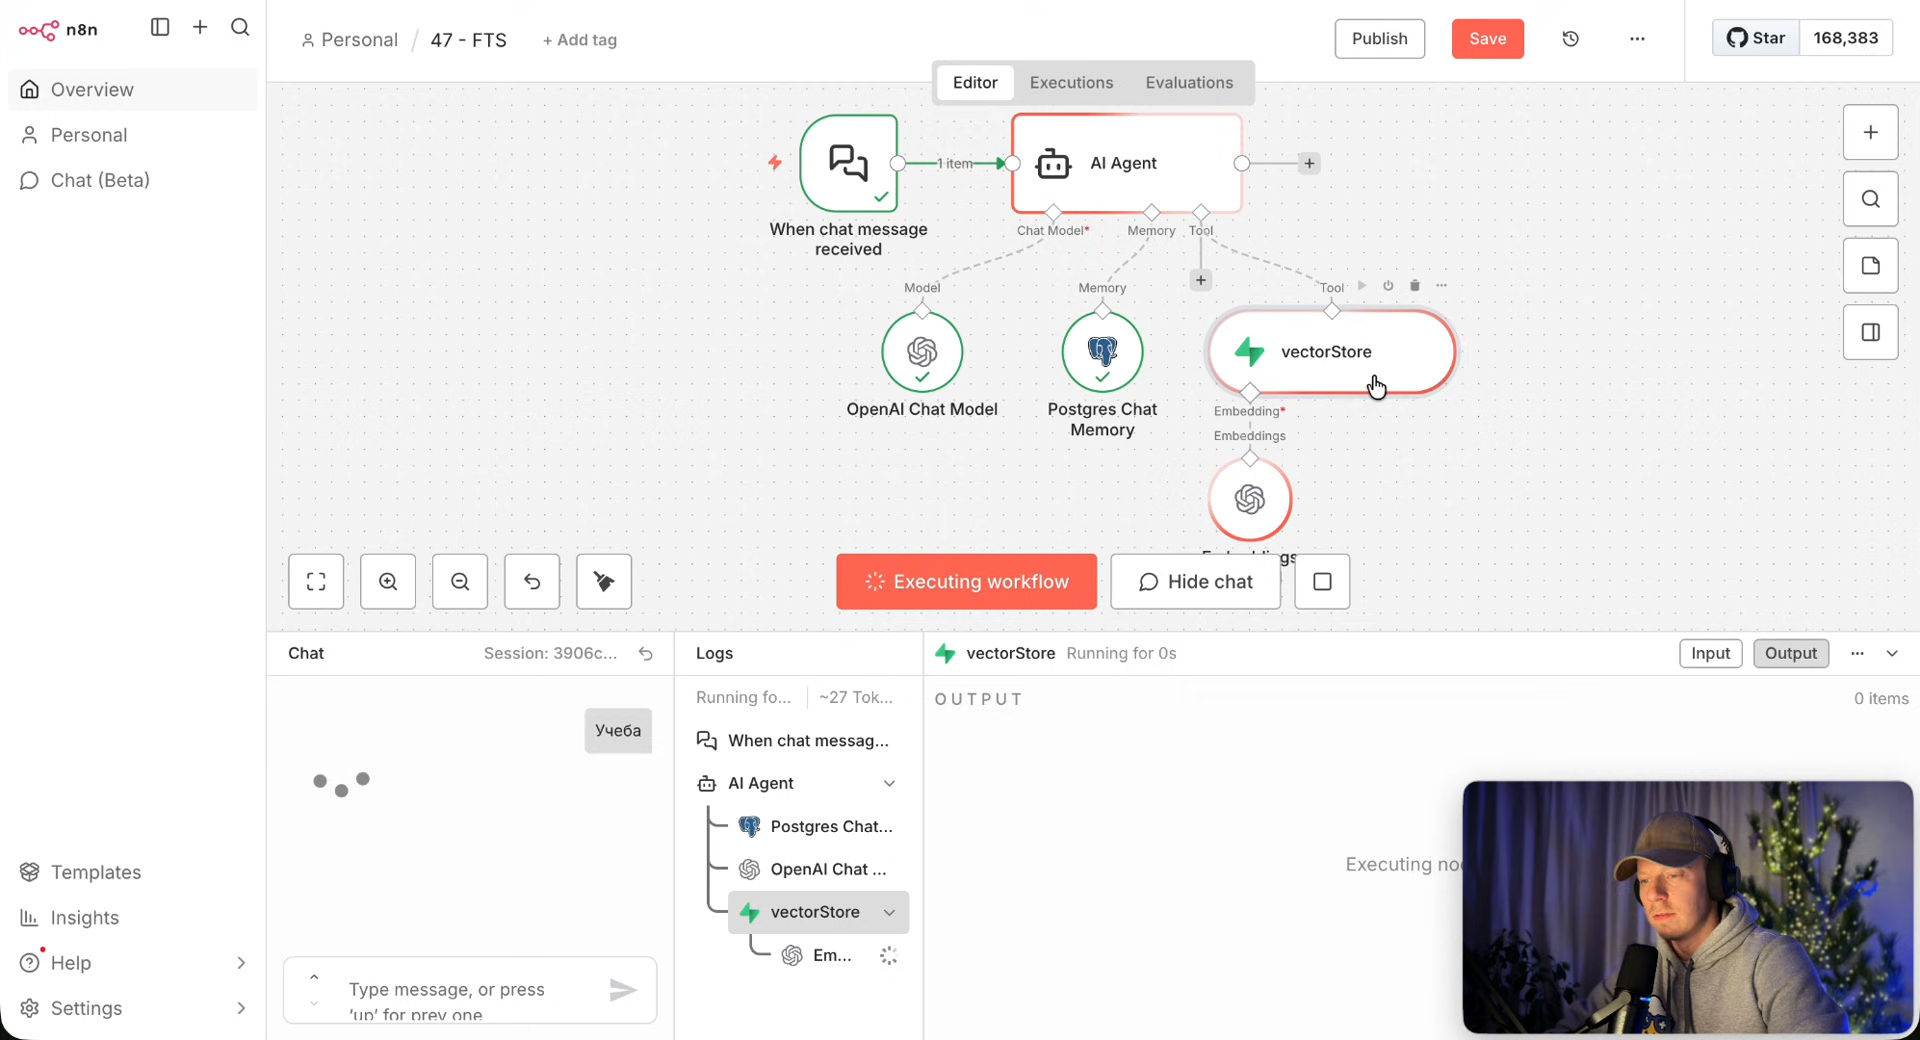 n8n
Overview
Personal
Chat (Beta)
Templates
Insights
Help
Settings
Personal / 47 - FTS + Add tag
Publish
Save
Star 168,383
Editor
Executions
Evaluations
1 item
AI Agent
When chat message
received
Chat Model*
Memory
Tool
Model
Memory
Tool
OpenAI Chat Model
Postgres Chat
Memory
vectorStore
Embedding*
Embeddings
Executing workflow
Hide chat
Chat
Session: 3906c...
Учеба
Type message, or press
'up' for prev one
Logs
Running fo...
~27 Tok...
When chat messag...
AI Agent
Postgres Chat...
OpenAI Chat ...
vectorStore
Em...
vectorStore Running for 0s
Input
Output
OUTPUT
0 items
Executing